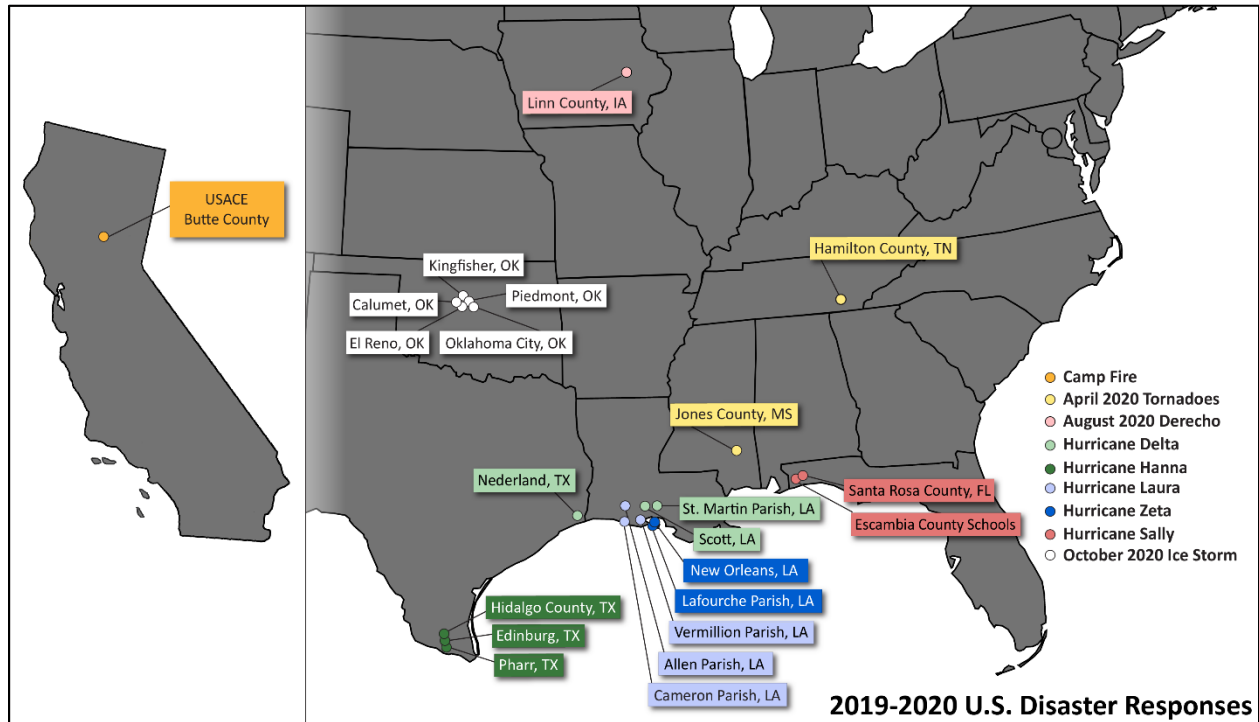 Linn County, IA
USACE
Butte County
Hamilton County, TN
Kingfisher, OK
Calumet, OK
Piedmont, OK
El Reno, OK
Oklahoma City, OK
Camp Fire
April 2020 Tornadoes
August 2020 Derecho
Hurricane Delta
Hurricane Hanna
Hurricane Laura
Hurricane Zeta
Hurricane Sally
October 2020 Ice Storm
Jones County, MS
Nederland, TX
Santa Rosa County, FL
St. Martin Parish, LA
Escambia County Schools
Scott, LA
New Orleans, LA
Lafourche Parish, LA
Hidalgo County, TX
Vermillion Parish, LA
Edinburg, TX
Pharr, TX
Allen Parish, LA
Cameron Parish, LA
2019-2020 U.S. Disaster Responses